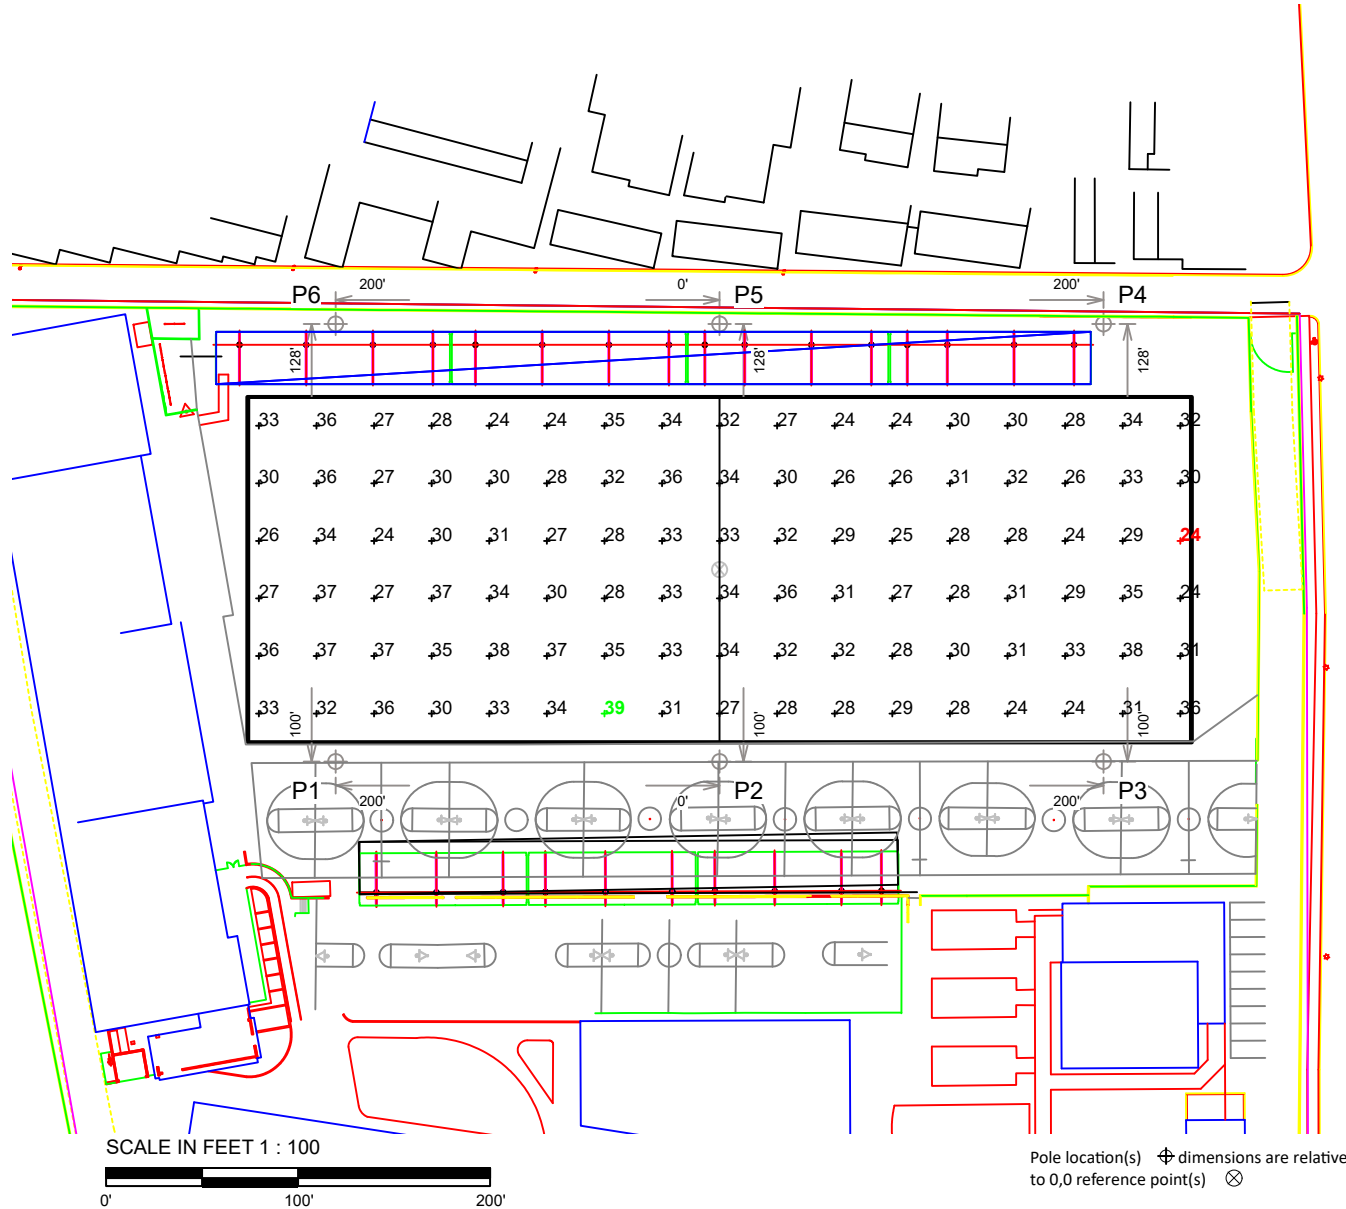 P6 200' 0' P5 200' P4
128' 128' 128'
33 36 27 28 24 24 35 34 32 27 24 24 30 30 28 34 32
30 36 27 30 30 28 32 36 34 30 26 26 31 32 26 33 30
26 34 24 30 31 27 28 33 33 32 29 25 28 28 24 29 24
27 37 27 37 34 30 28 33 34 36 31 27 28 31 29 35 24
36 37 37 35 38 37 35 33 34 32 32 28 30 31 33 38 31
33 32 36 30 33 34 39 31 27 28 28 29 28 24 24 31 36
100' 100' 100'
P1 200' 0' P2 200' P3
SCALE IN FEET 1 : 100
0' 100' 200'
Pole location(s) dimensions are relative
to 0,0 reference point(s)